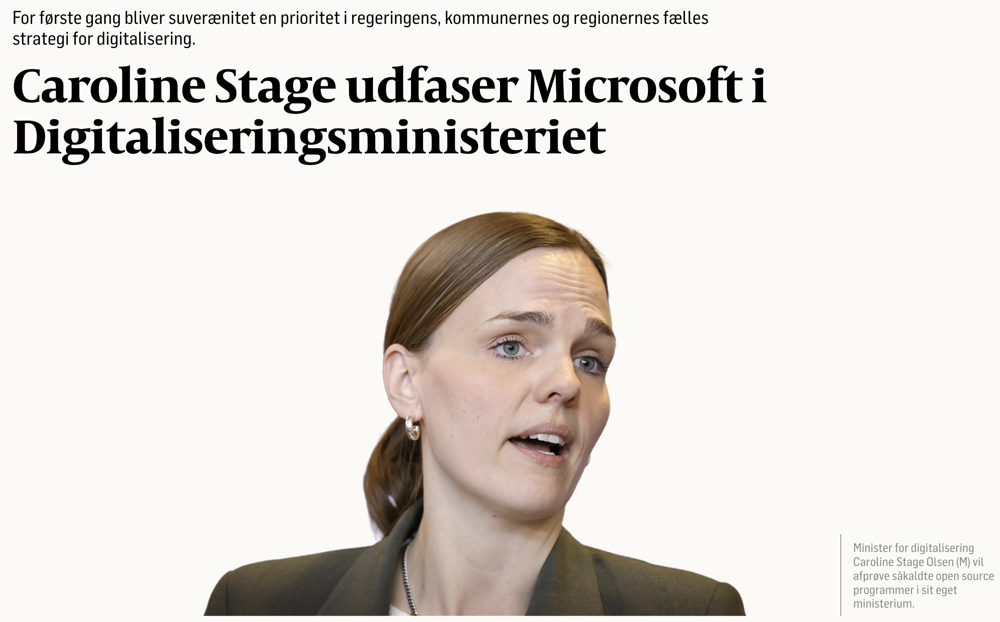 For første gang bliver suverænitet en prioritet i regeringens, kommunernes og regionernes fælles
strategi for digitalisering.
Caroline Stage udfaser Microsoft i
Digitaliseringsministeriet
Minister for digitalisering
Caroline Stage Olsen (M) vil
afprøve såkaldte open source
programmer i sit eget
ministerium.